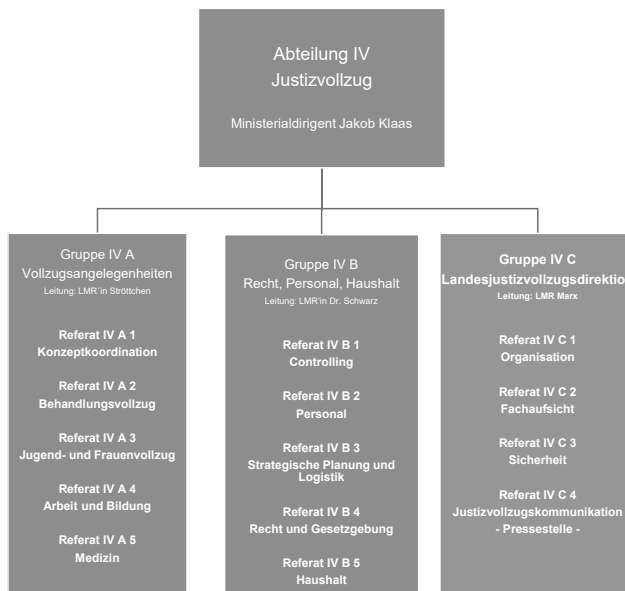 Abteilung IV
Justizvollzug
Ministerialdirigent Jakob Klaas
Gruppe IV A
Vollzugsangelegenheiten
Leitung: LMR´in Ströttchen
Referat IV A 1
Konzeptkoordination
Referat IV A 2
Behandlungsvollzug
Referat IV A 3
Jugend- und Frauenvollzug
Referat IV A 4
Arbeit und Bildung
Referat IV A 5
Medizin
Gruppe IV B
Recht, Personal, Haushalt
Leitung: LMR'in Dr. Schwarz
Referat IV B 1
Controlling
Referat IV B 2
Personal
Referat IV B 3
Strategische Planung und
Logistik
Referat IV B 4
Recht und Gesetzgebung
Referat IV B 5
Haushalt
Gruppe IV C
Landesjustizvollzugsdirektio
Leitung: LMR Marx
Referat IV C 1
Organisation
Referat IV C 2
Fachaufsicht
Referat IV C 3
Sicherheit
Referat IV C 4
Justizvollzugskommunikation
- Pressestelle -